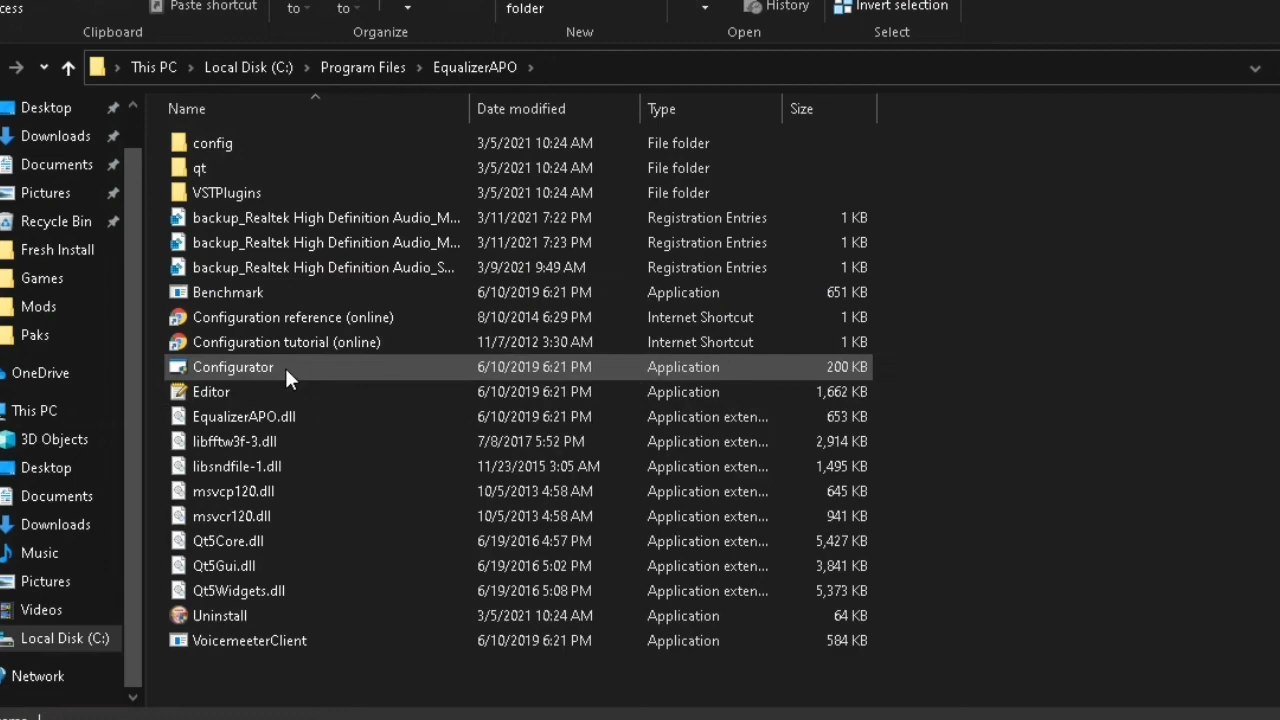 cess
Paste shortcut
to
to
folder
History
Invert selection
Clipboard
Organize
New
Open
Select
This PC
Local Disk (C:)
Program Files
EqualizerAPO
Desktop
Downloads
Documents
Pictures
Recycle Bin
Fresh Install
Games
Mods
Paks
OneDrive
This PC
3D Objects
Desktop
Documents
Downloads
Music
Pictures
Videos
Local Disk (C:)
Network
Name Date modified Type Size
config 3/5/2021 10:24 AM File folder
qt 3/5/2021 10:24 AM File folder
VSTPlugins 3/5/2021 10:24 AM File folder
backup_Realtek High Definition Audio_M... 3/11/2021 7:22 PM Registration Entries 1 KB
backup_Realtek High Definition Audio_M... 3/11/2021 7:23 PM Registration Entries 1 KB
backup_Realtek High Definition Audio_S... 3/9/2021 9:49 AM Registration Entries 1 KB
Benchmark 6/10/2019 6:21 PM Application 651 KB
Configuration reference (online) 8/10/2014 6:29 PM Internet Shortcut 1 KB
Configuration tutorial (online) 11/7/2012 3:30 AM Internet Shortcut 1 KB
Configurator 6/10/2019 6:21 PM Application 200 KB
Editor 6/10/2019 6:21 PM Application 1,662 KB
EqualizerAPO.dll 6/10/2019 6:21 PM Application exten... 653 KB
libfftw3f-3.dll 7/8/2017 5:52 PM Application exten... 2,914 KB
libsndfile-1.dll 11/23/2015 3:05 AM Application exten... 1,495 KB
msvcp120.dll 10/5/2013 4:58 AM Application exten... 645 KB
msvcr120.dll 10/5/2013 4:58 AM Application exten... 941 KB
Qt5Core.dll 6/19/2016 4:57 PM Application exten... 5,427 KB
Qt5Gui.dll 6/19/2016 5:02 PM Application exten... 3,841 KB
Qt5Widgets.dll 6/19/2016 5:08 PM Application exten... 5,373 KB
Uninstall 3/5/2021 10:24 AM Application 64 KB
VoicemeeterClient 6/10/2019 6:21 PM Application 584 KB